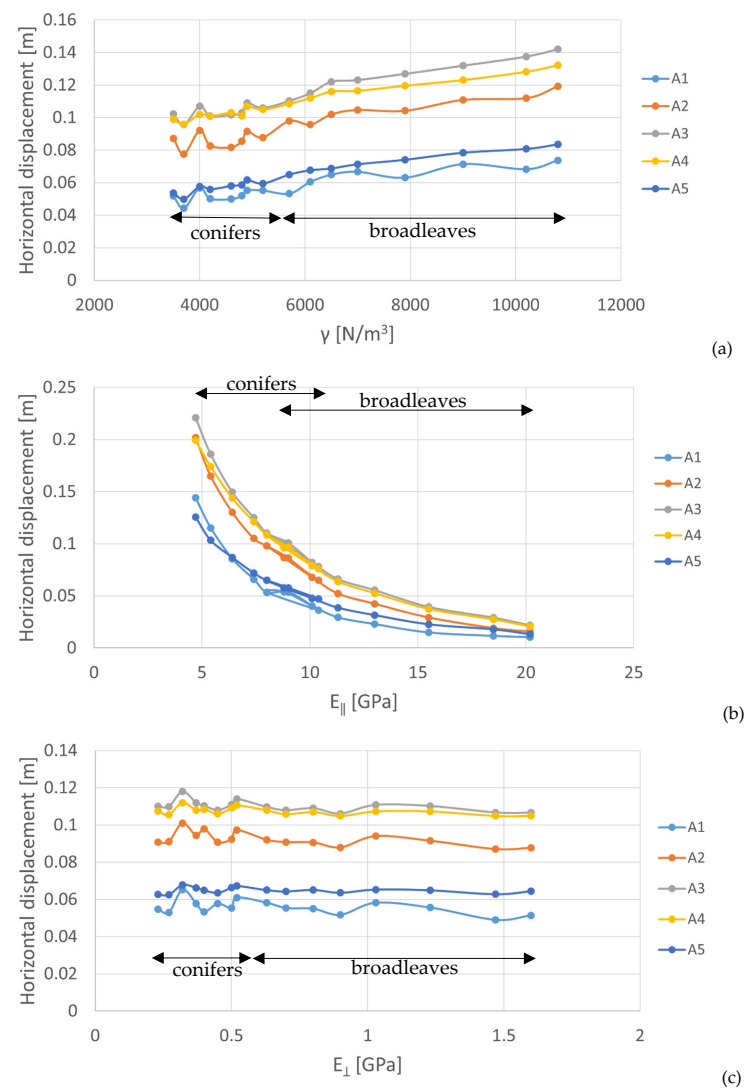 Horizontal displacement [m]
0.16
0.14
0.12
0.1
0.08
0.06
0.04
0.02
0
conifers
broadleaves
2000 4000 6000 8000 10000 12000
γ [N/m³]
A1
A2
A3
A4
A5
(a)
Horizontal displacement [m]
0.25
0.2
0.15
0.1
0.05
0
conifers
broadleaves
0 5 10 15 20 25
E∥ [GPa]
A1
A2
A3
A4
A5
(b)
Horizontal displacement [m]
0.14
0.12
0.1
0.08
0.06
0.04
0.02
0
conifers
broadleaves
0 0.5 1 1.5 2
E⊥ [GPa]
A1
A2
A3
A4
A5
(c)